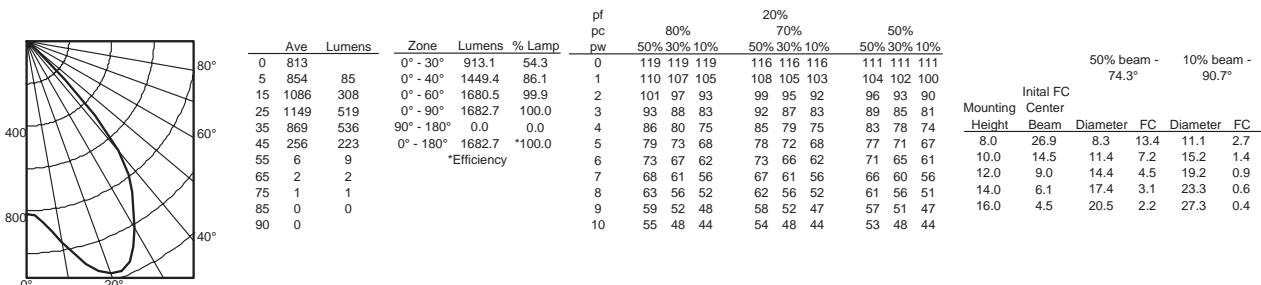 80°
60°
40°
20°
0°
400
800
Ave Lumens
0 813
5 854 85
15 1086 308
25 1149 519
35 869 536
45 256 223
55 6 9
65 2 2
75 1 1
85 0 0
90 0
Zone Lumens % Lamp
0° - 30° 913.1 54.3
0° - 40° 1449.4 86.1
0° - 60° 1680.5 99.9
0° - 90° 1682.7 100.0
90° - 180° 0.0 0.0
0° - 180° 1682.7 *100.0
*Efficiency
pf 20%
pc 80% 70% 50%
pw 50% 30% 10% 50% 30% 10% 50% 30% 10%
0 119 119 119 116 116 116 111 111 111
1 110 107 105 108 105 103 104 102 100
2 101 97 93 99 95 92 96 93 90
3 93 88 83 92 87 83 89 85 81
4 86 80 75 85 79 75 83 78 74
5 79 73 68 78 72 68 77 71 67
6 73 67 62 73 66 62 71 65 61
7 68 61 56 67 61 56 66 60 56
8 63 56 52 62 56 52 61 56 51
9 59 52 48 58 52 47 57 51 47
10 55 48 44 54 48 44 53 48 44
50% beam - 10% beam -
74.3° 90.7°
Inital FC
Mounting Center
Height Beam Diameter FC Diameter FC
8.0 26.9 8.3 13.4 11.1 2.7
10.0 14.5 11.4 7.2 15.2 1.4
12.0 9.0 14.4 4.5 19.2 0.9
14.0 6.1 17.4 3.1 23.3 0.6
16.0 4.5 20.5 2.2 27.3 0.4